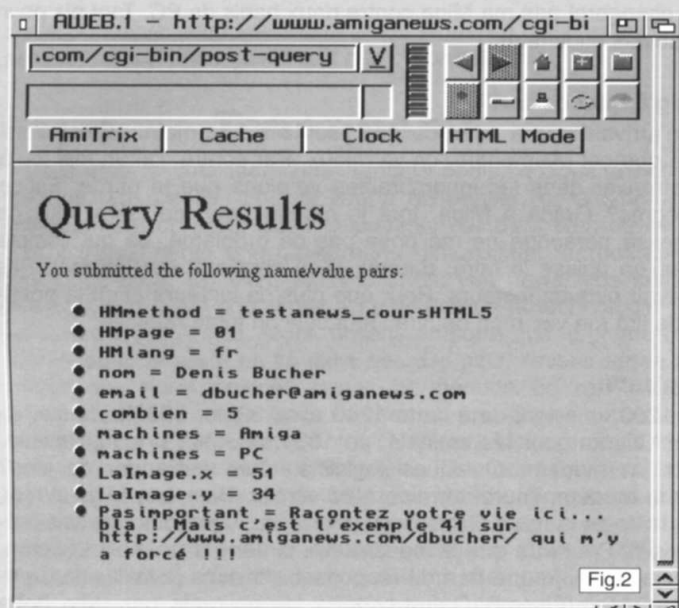 AWEB.1 - http://www.amiganews.com/cgi-bi
.com/cgi-bin/post-query
V
AmiTrix Cache Clock HTML Mode
Query Results
You submitted the following name/value pairs:
HMmethod = testanews_coursHTML5
HMpage = 01
HMlang = fr
nom = Denis Bucher
email = dbucher@amiganews.com
combien = 5
machines = Amiga
machines = PC
LaImage.x = 51
LaImage.y = 34
Pasimportant = Racontez votre vie ici...
bla . Mais c'est l'exemple 41 sur
http://www.amiganews.com/dbucher/ qui m'y
a forcé !!!
Fig.2